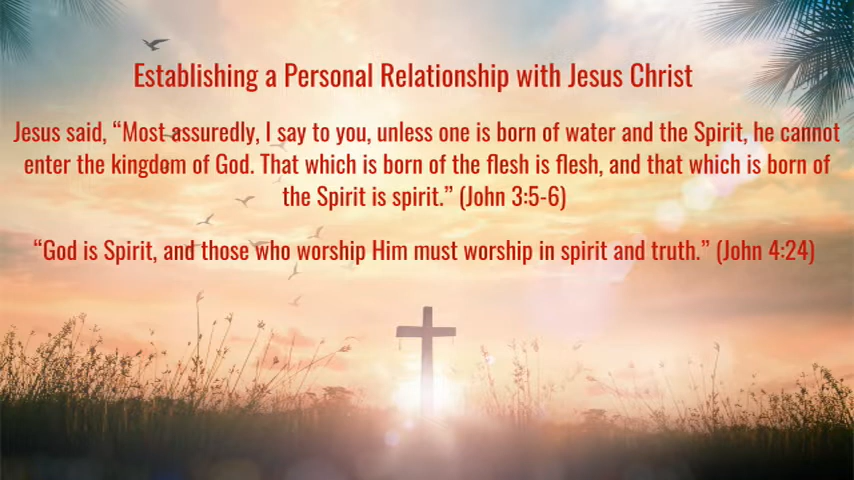 Establishing a Personal Relationship with Jesus Christ
Jesus said, “Most assuredly, I say to you, unless one is born of water and the Spirit, he cannot
enter the kingdom of God. That which is born of the flesh is flesh, and that which is born of
the Spirit is spirit.” (John 3:5-6)
“God is Spirit, and those who worship Him must worship in spirit and truth.” (John 4:24)